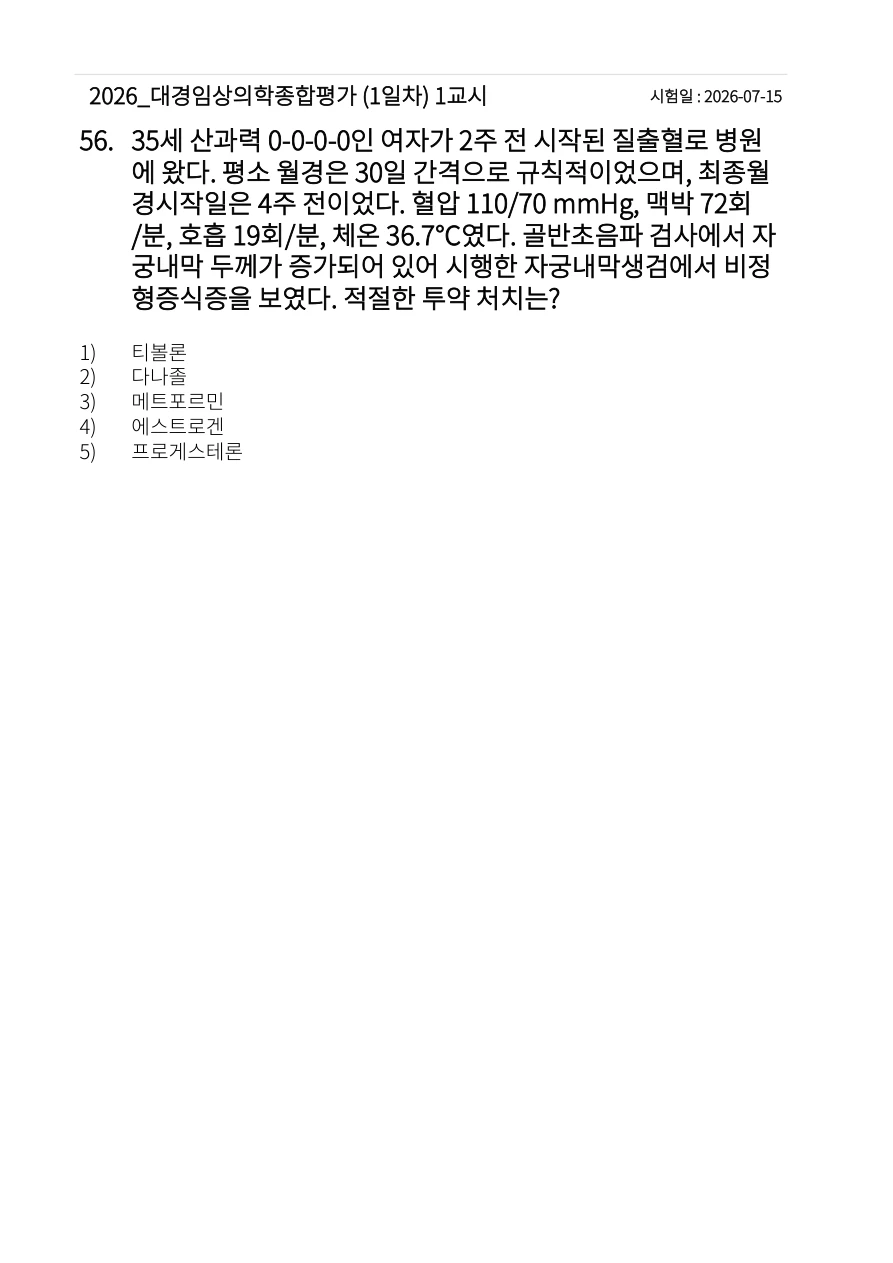 2026_대경임상의학종합평가 (1일차) 1교시 시험일 : 2026-07-15
56. 35세 산과력 0-0-0-0인 여자가 2주 전 시작된 질출혈로 병원
에 왔다. 평소 월경은 30일 간격으로 규칙적이었으며, 최종월
경시작일은 4주 전이었다. 혈압 110/70 mmHg, 맥박 72회
/분, 호흡 19회/분, 체온 36.7℃였다. 골반초음파 검사에서 자
궁내막 두께가 증가되어 있어 시행한 자궁내막생검에서 비정
형증식증을 보였다. 적절한 투약 처치는?
1) 티볼론
2) 다나졸
3) 메트포르민
4) 에스트로겐
5) 프로게스테론